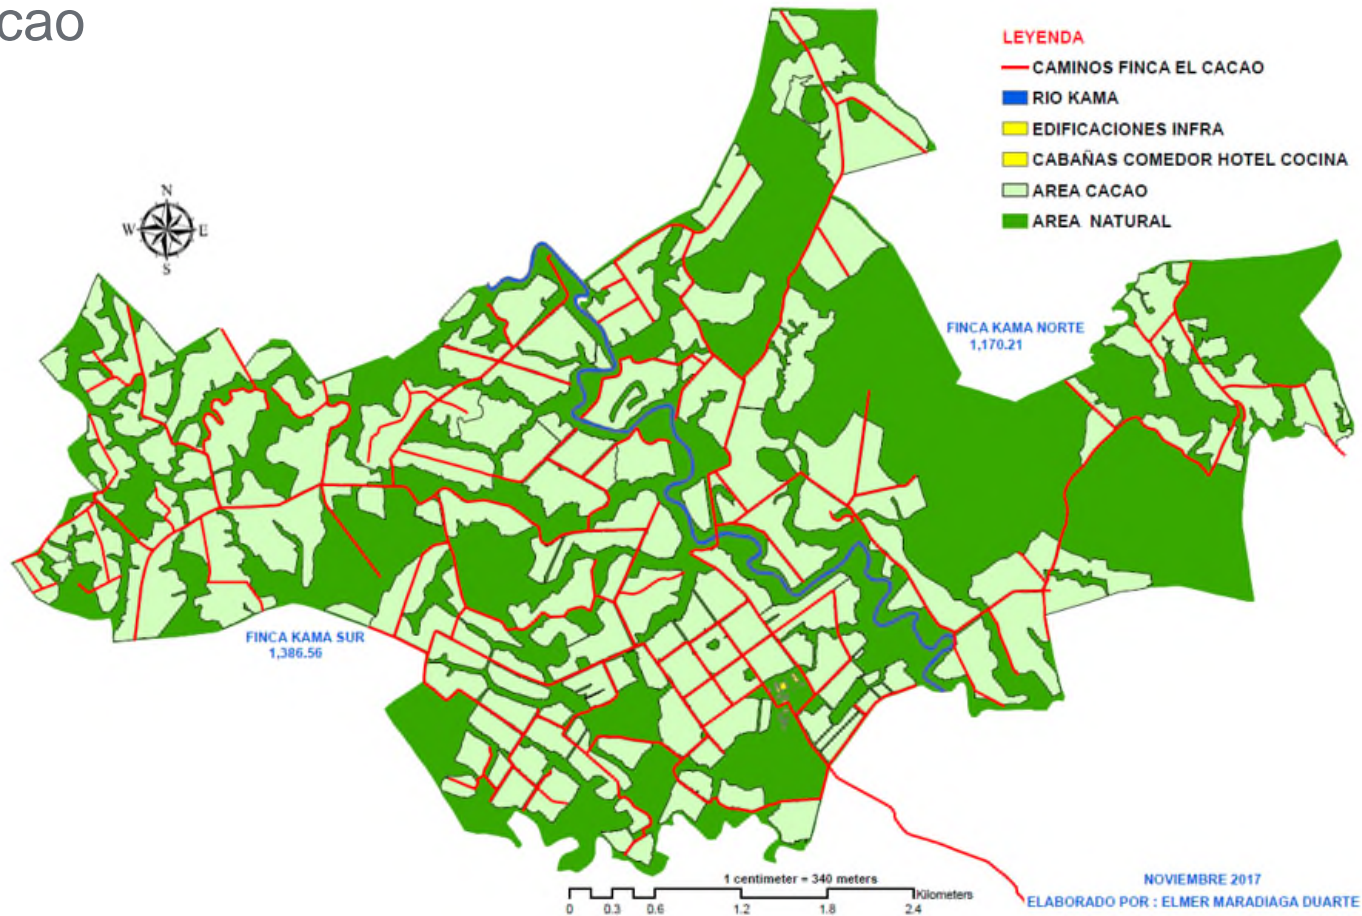 cao
LEYENDA
CAMINOS FINCA EL CACAO
RIO KAMA
EDIFICACIONES INFRA
CABAÑAS COMEDOR HOTEL COCINA
AREA CACAO
AREA NATURAL
N
W E
S
FINCA KAMA NORTE
1,170.21
FINCA KAMA SUR
1,386.56
1 centimeter = 340 meters
Kilometers
0 0.3 0.6 1.2 1.8 2.4
NOVIEMBRE 2017
ELABORADO POR : ELMER MARADIAGA DUARTE